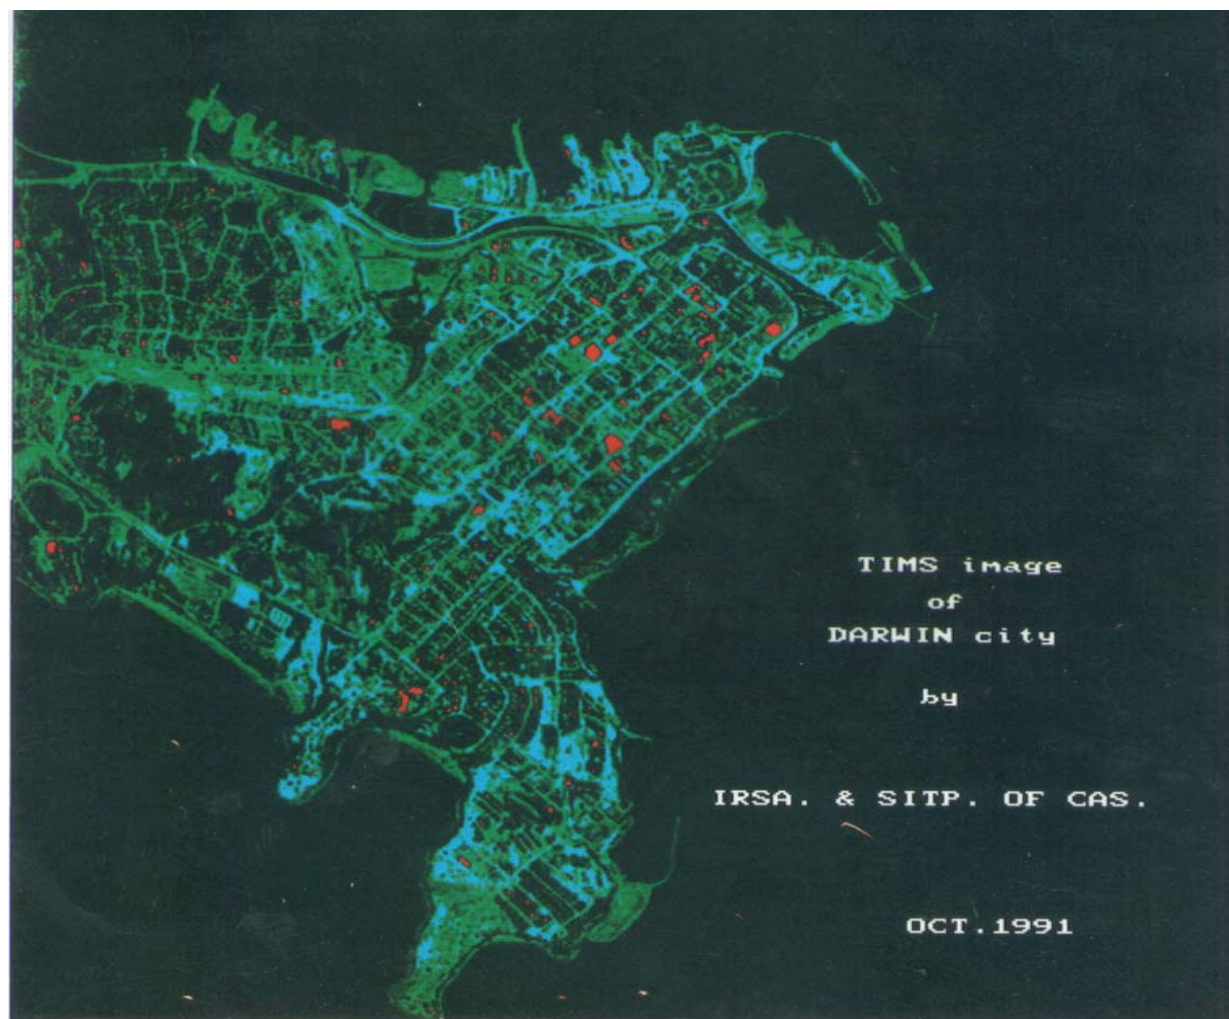 TIMS image
of
DARWIN city
by
IRSA. & SITP. OF CAS.
OCT.1991